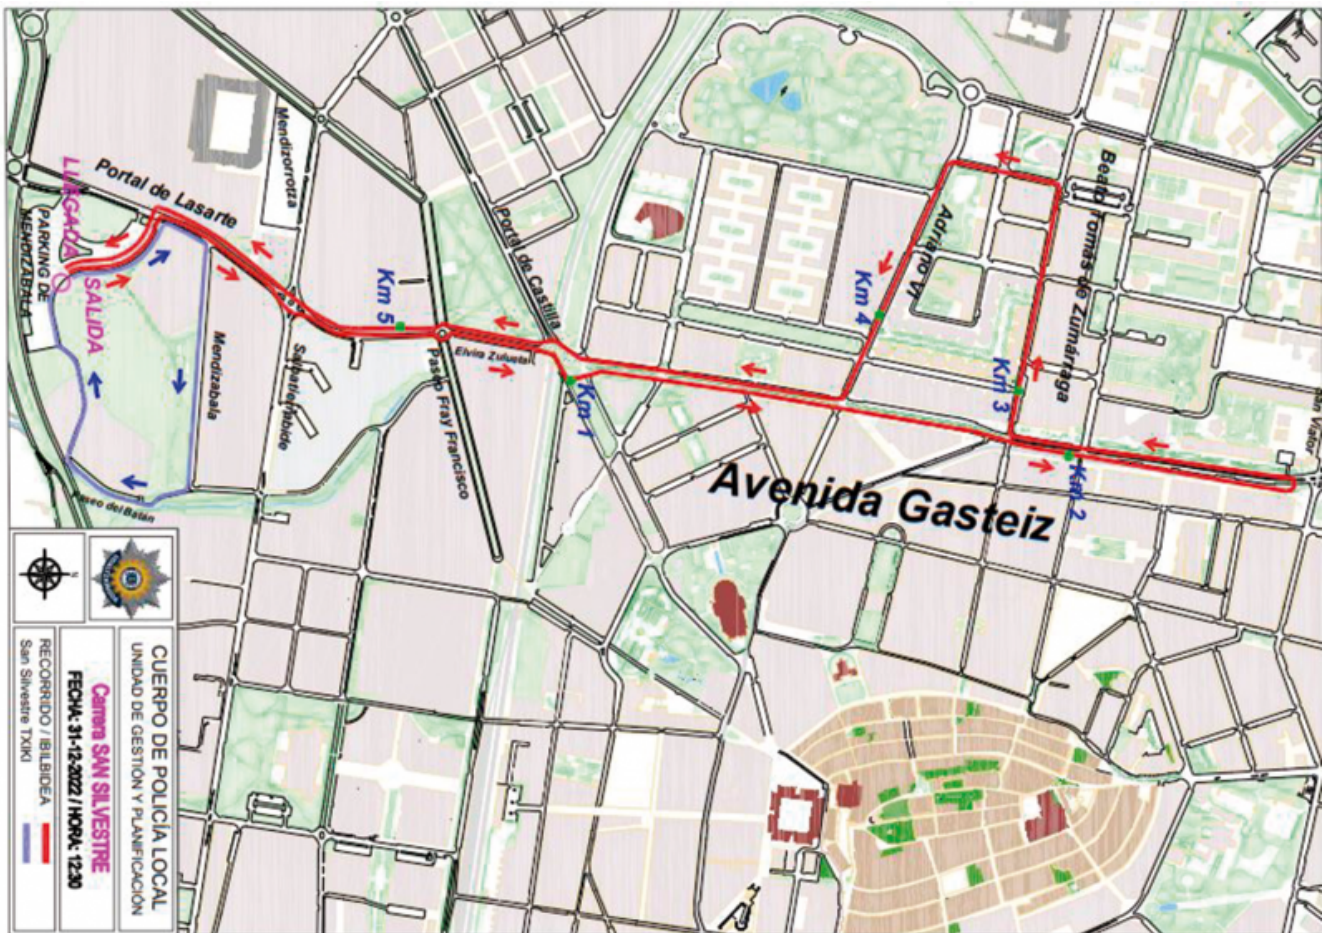 Mendizorrotza
Portal de Lasarte
LLEGADA
SALIDA
PARKING DE
MENDIZABALA
Mendizabala
Salbatierrabide
Km 5
Paseo Fray Francisco
Portal de Castilla
Elvira Zulueta
Km 1
Adriano VI
Km 4
Beato Tomás de Zumárraga
Km 3
Km 2
Avenida Gasteiz
Paseo del Batán
N
CUERPO DE POLICÍA LOCAL
UNIDAD DE GESTIÓN Y PLANIFICACIÓN
Carrera SAN SILVESTRE
FECHA: 31-12-2022 / HORA: 12:30
RECORRIDO / IBILBIDEA
San Silvestre TXIKI